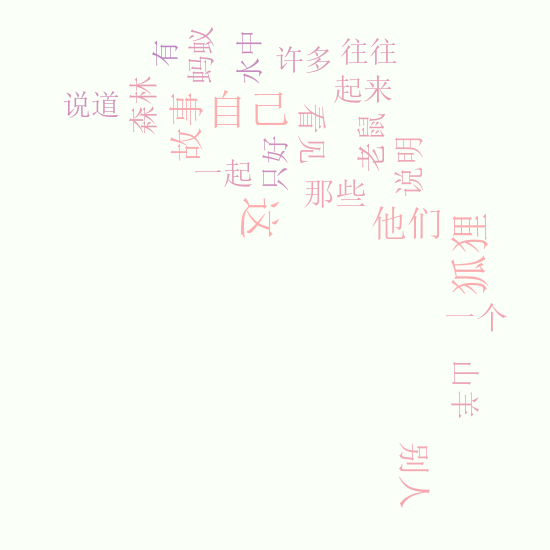 有
蚂蚁
水中
许多
往往
起来
说道
森林
故事
自己
看见
老鼠
说明
一起
只好
那些
这
他们
狐狸
一个
山羊
别人